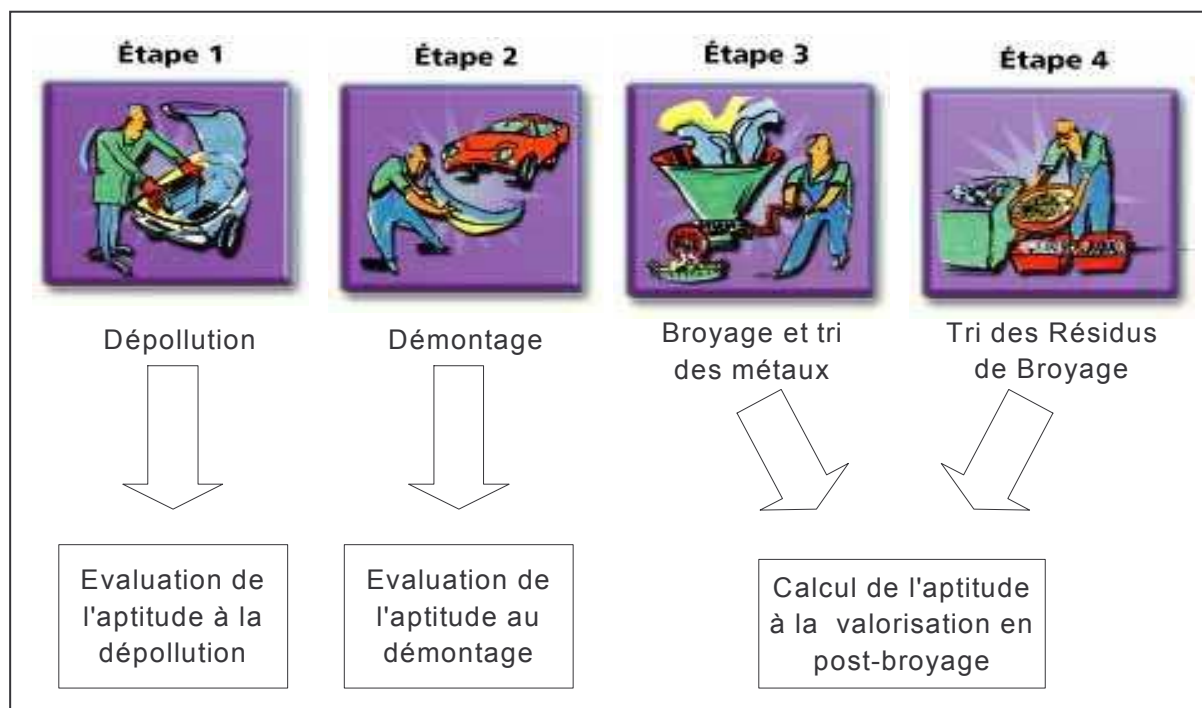 Étape 1
Étape 2
Étape 3
Étape 4
Dépollution
Démontage
Broyage et tri
des métaux
Tri des Résidus
de Broyage
Evaluation de
l'aptitude à la
dépollution
Evaluation de
l'aptitude au
démontage
Calcul de l'aptitude
à la valorisation en
post-broyage